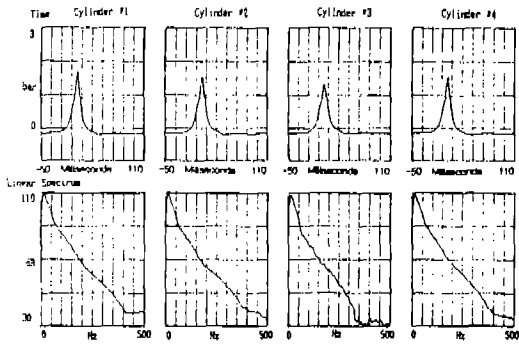 Time Cylinder #1 Cylinder #2 Cylinder #3 Cylinder #4
3
bar
0
-50 Milliseconds 110 -50 Milliseconds 110 -50 Milliseconds 110 -50 Milliseconds 110
Linear Spectrum
110
30
0 Hz 500 0 Hz 500 0 Hz 500 0 Hz 500